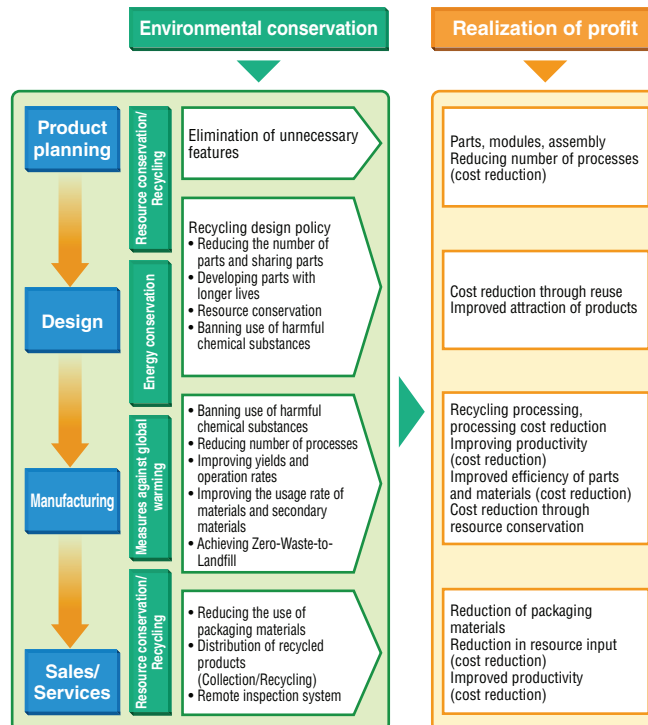 Environmental conservation
Realization of profit
Product
planning
Resource conservation/
Recycling
Elimination of unnecessary
features
Parts, modules, assembly
Reducing number of processes
(cost reduction)
Design
Energy conservation
Recycling design policy
• Reducing the number of
parts and sharing parts
• Developing parts with
longer lives
• Resource conservation
• Banning use of harmful
chemical substances
Cost reduction through reuse
Improved attraction of products
Manufacturing
Measures against global
warming
• Banning use of harmful
chemical substances
• Reducing number of processes
• Improving yields and
operation rates
• Improving the usage rate of
materials and secondary
materials
• Achieving Zero-Waste-to-
Landfill
Recycling processing,
processing cost reduction
Improving productivity
(cost reduction)
Improved efficiency of parts
and materials (cost reduction)
Cost reduction through
resource conservation
Sales/
Services
Resource conservation/
Recycling
• Reducing the use of
packaging materials
• Distribution of recycled
products
(Collection/Recycling)
• Remote inspection system
Reduction of packaging
materials
Reduction in resource input
(cost reduction)
Improved productivity
(cost reduction)